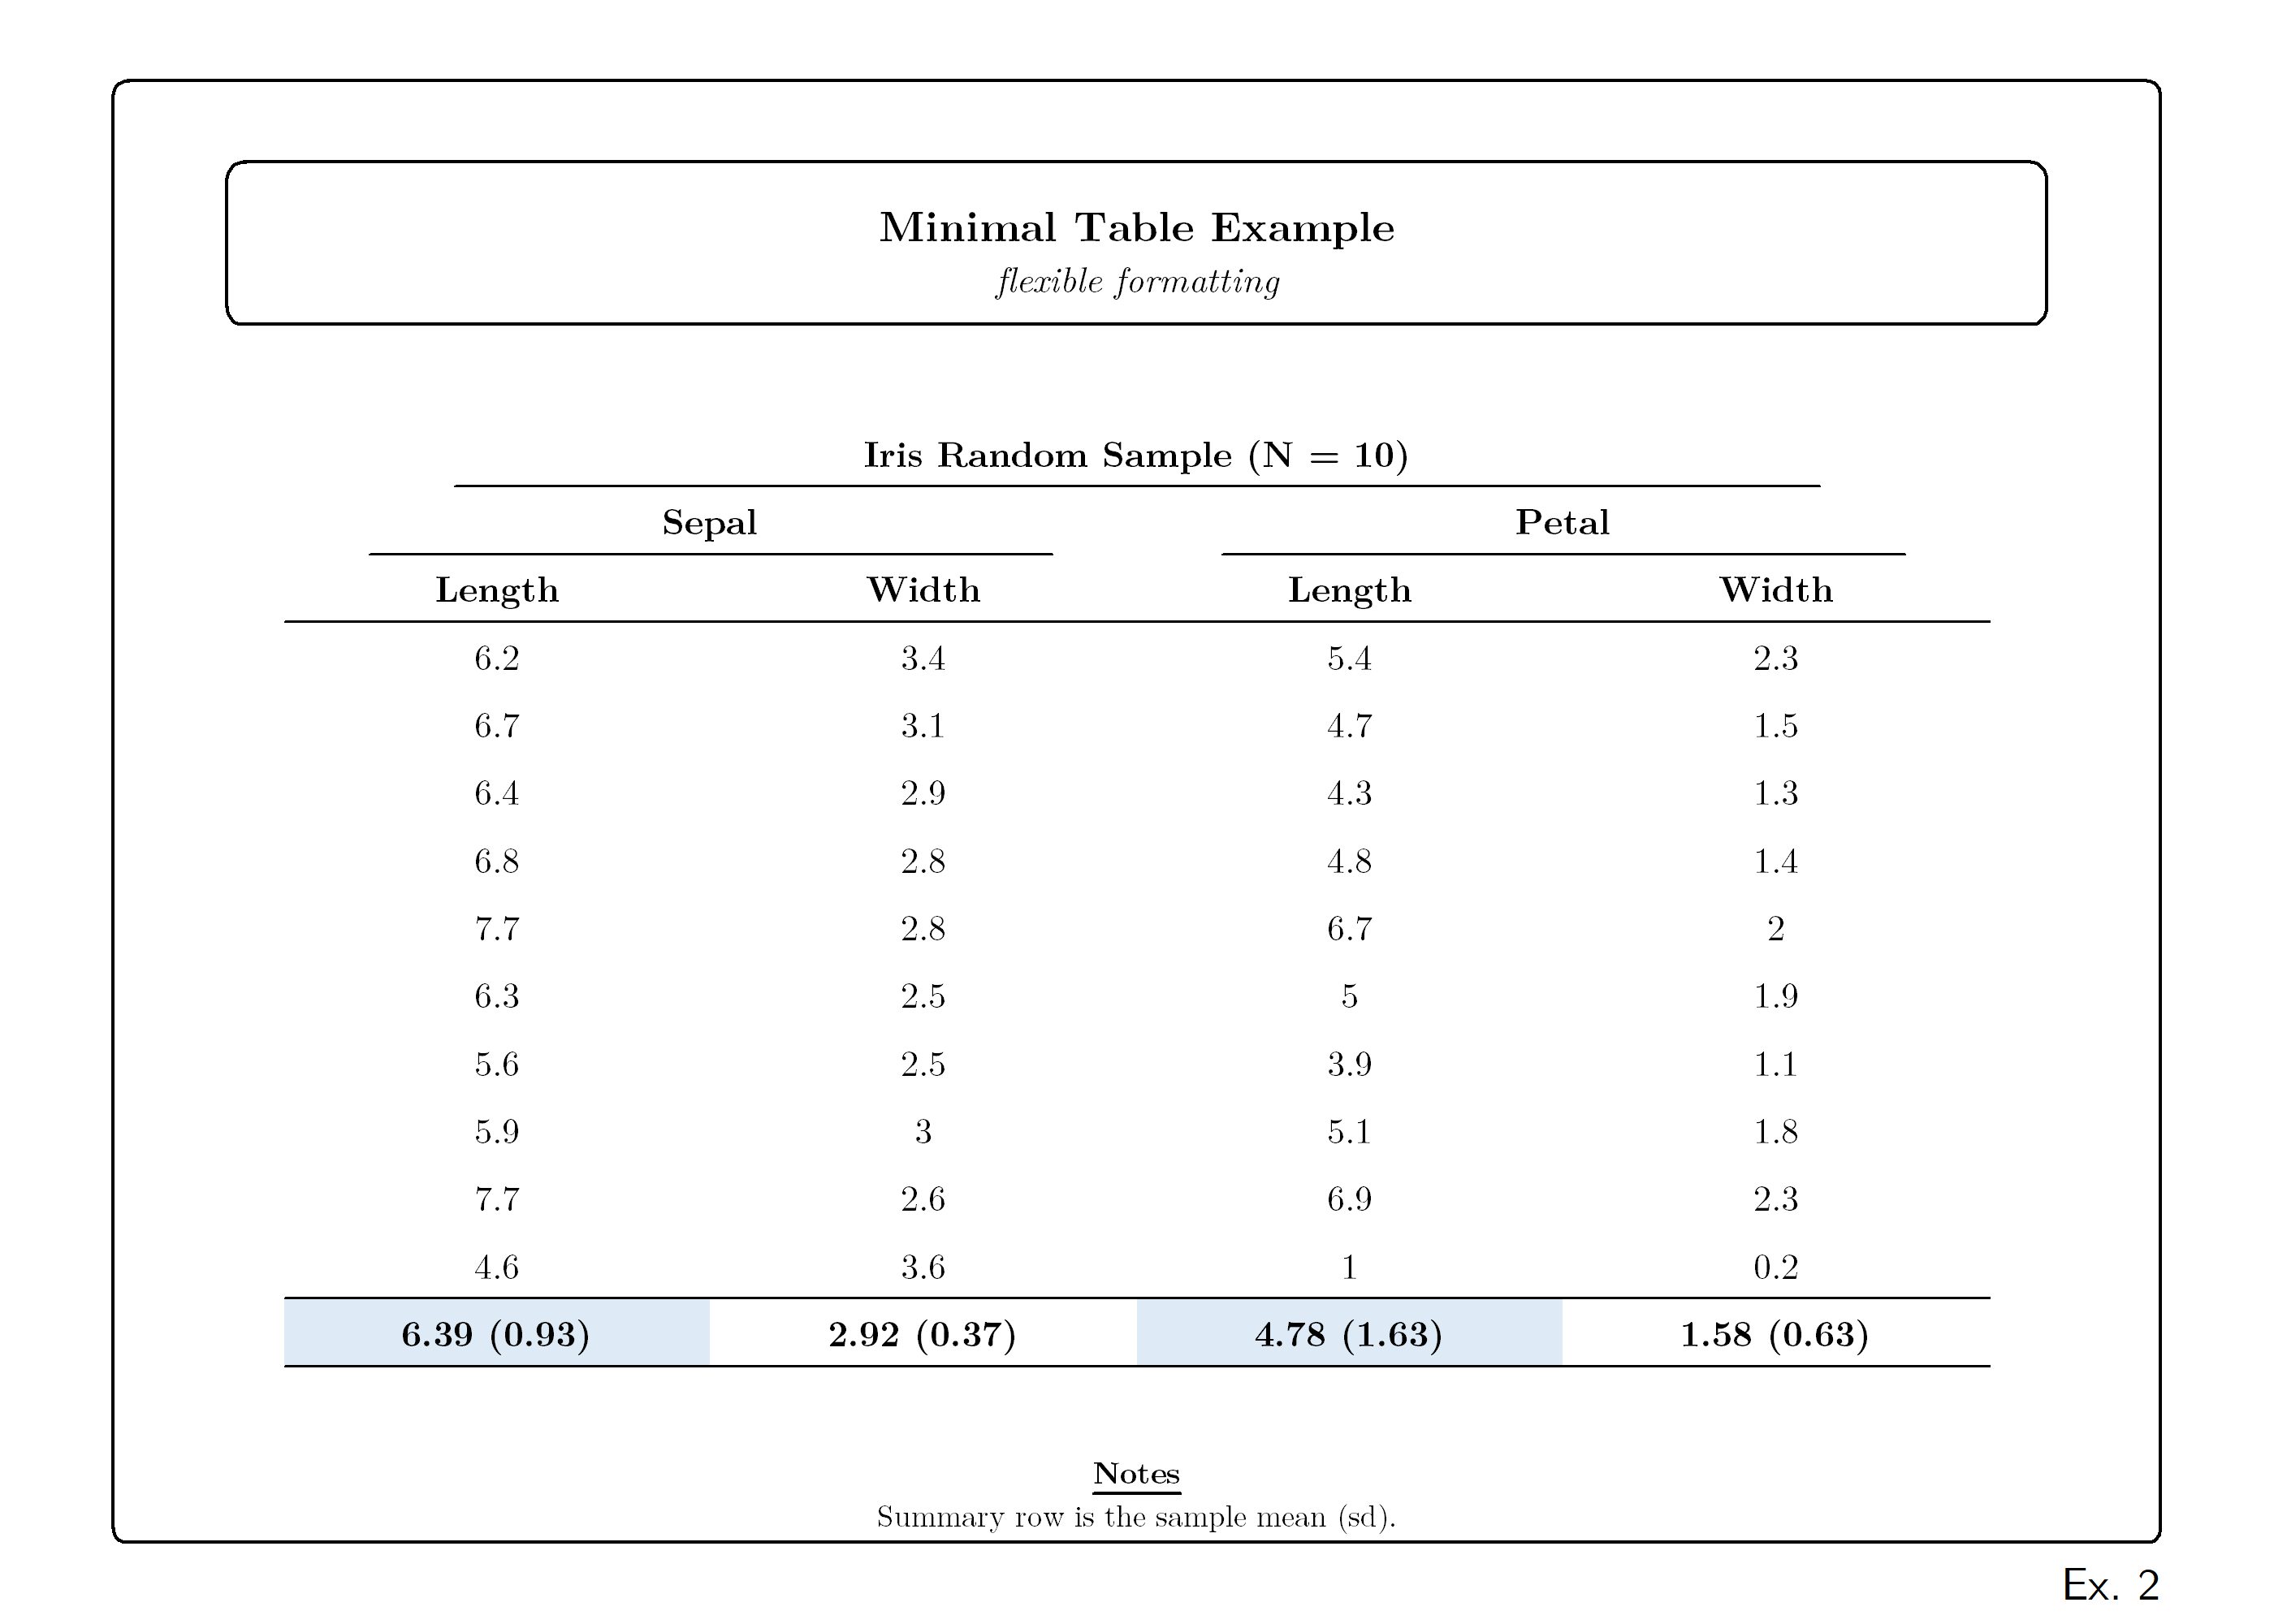 Minimal Table Example
flexible formatting
Iris Random Sample (N = 10)
Sepal Petal
Length Width Length Width
6.2 3.4 5.4 2.3
6.7 3.1 4.7 1.5
6.4 2.9 4.3 1.3
6.8 2.8 4.8 1.4
7.7 2.8 6.7 2
6.3 2.5 5 1.9
5.6 2.5 3.9 1.1
5.9 3 5.1 1.8
7.7 2.6 6.9 2.3
4.6 3.6 1 0.2
6.39 (0.93) 2.92 (0.37) 4.78 (1.63) 1.58 (0.63)
Notes
Summary row is the sample mean (sd).
Ex. 2